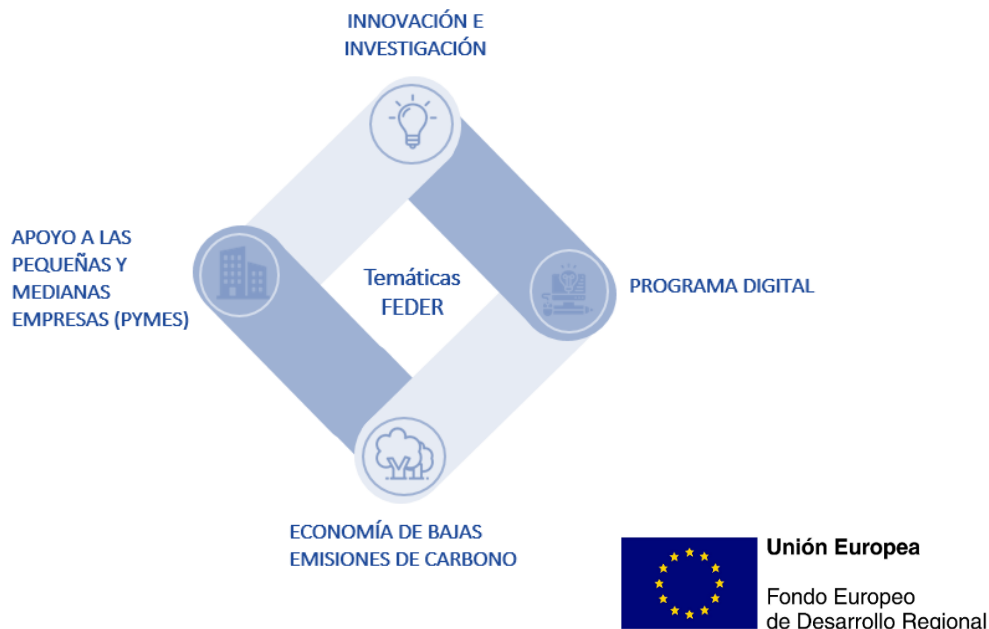 INNOVACIÓN E
INVESTIGACIÓN
APOYO A LAS
PEQUEÑAS Y
MEDIANAS
EMPRESAS (PYMES)
Temáticas
FEDER
PROGRAMA DIGITAL
ECONOMÍA DE BAJAS
EMISIONES DE CARBONO
Unión Europea
Fondo Europeo
de Desarrollo Regional